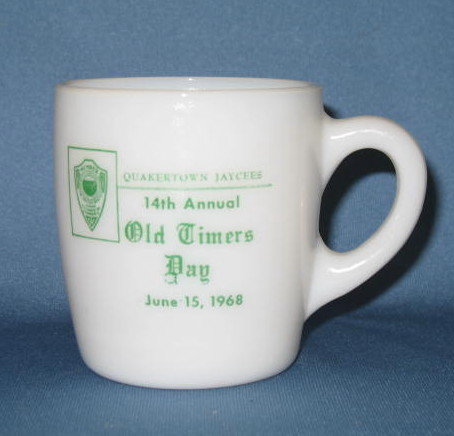 QUAKERTOWN JAYCEES
14th Annual
Old Timers
Day
June 15, 1968